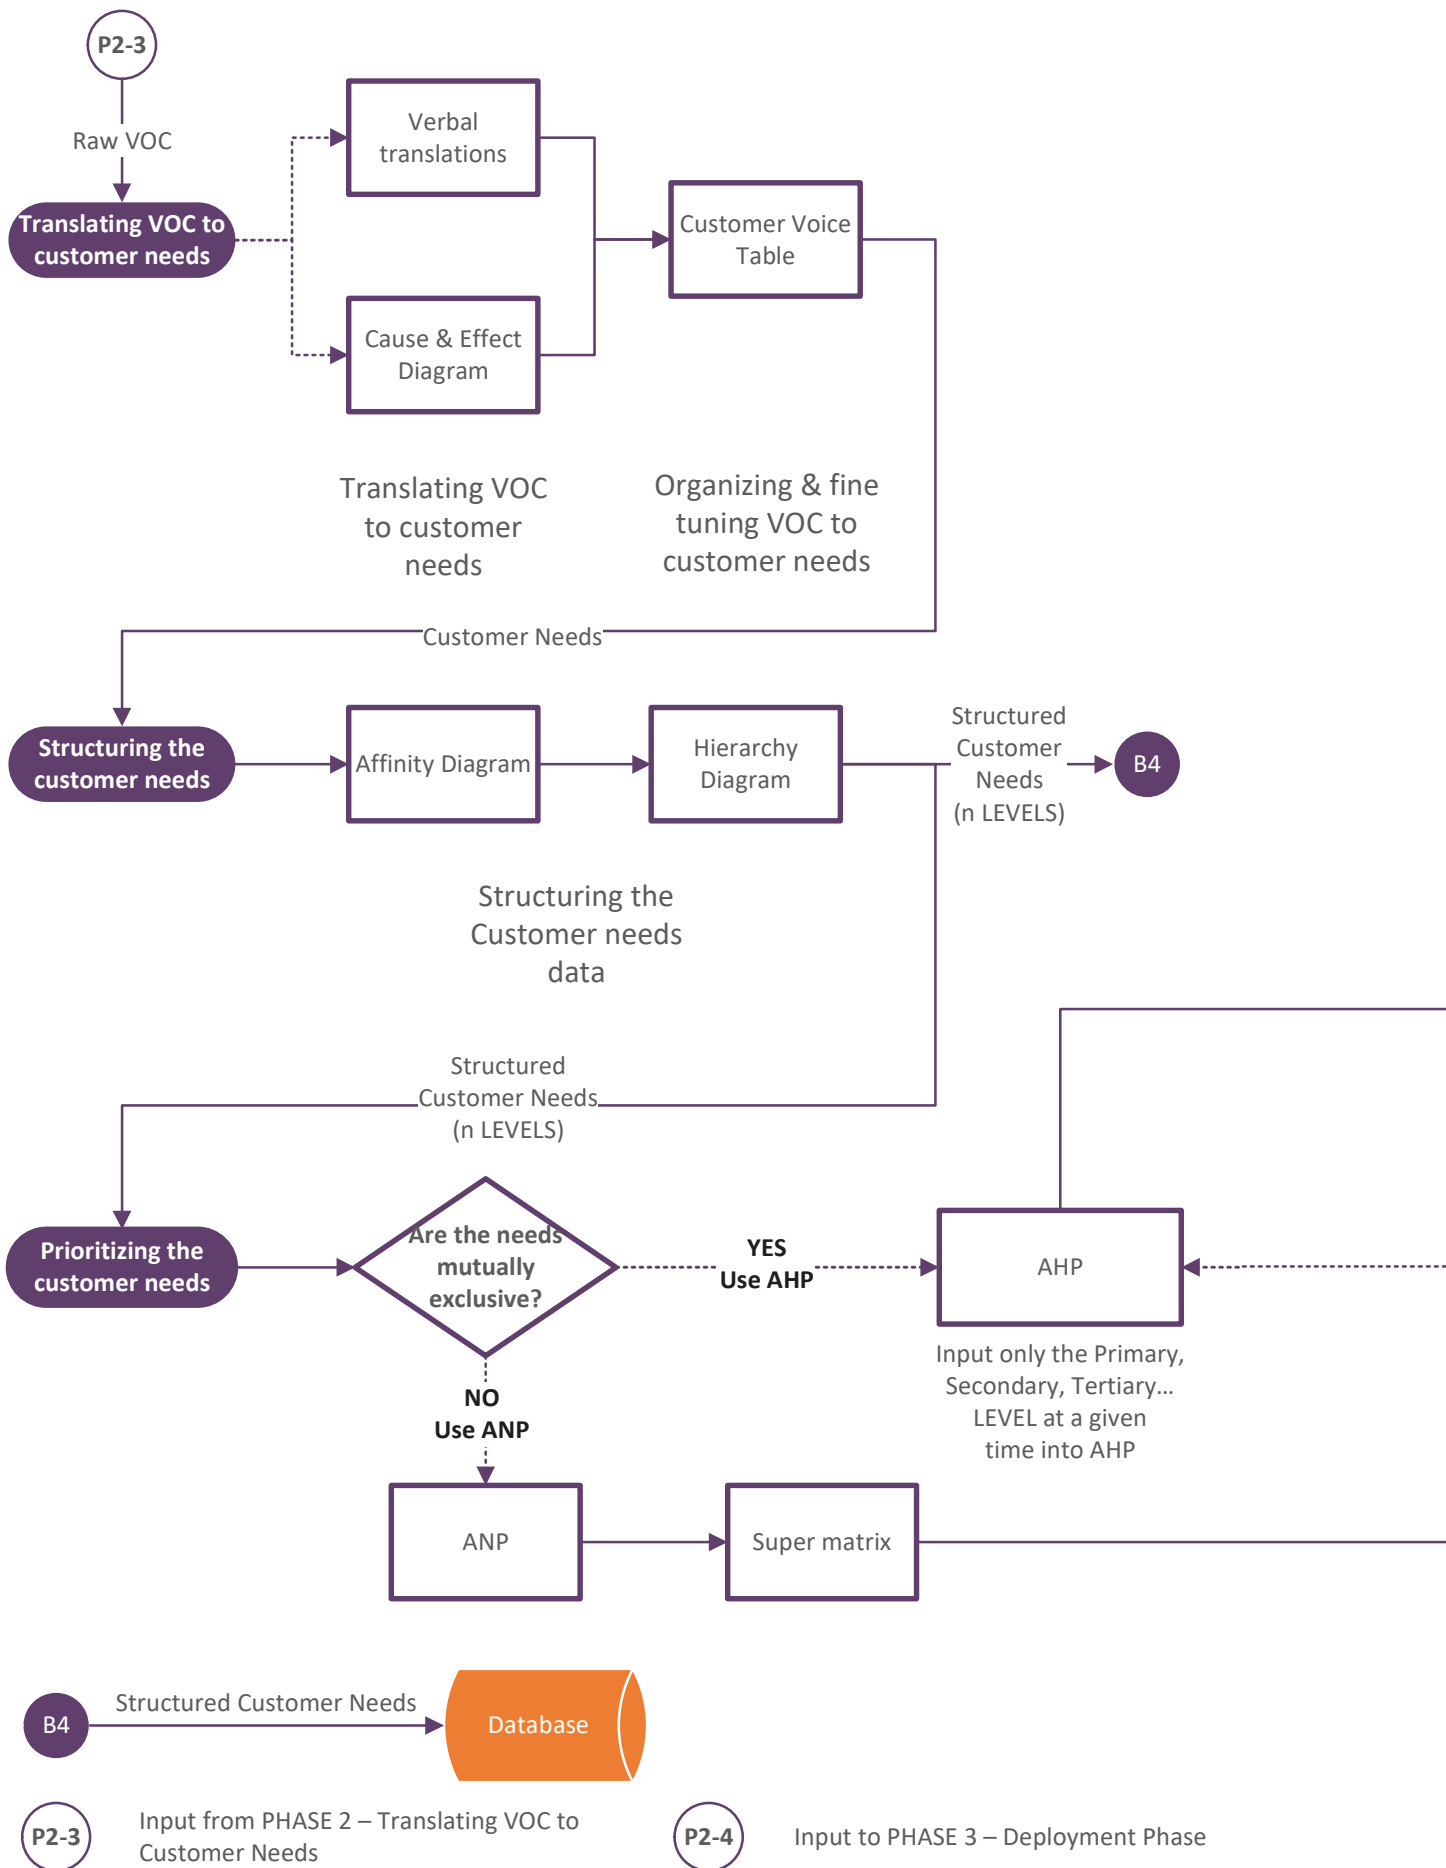 P2-3
Raw VOC
Translating VOC to
customer needs
Verbal
translations
Cause & Effect
Diagram
Customer Voice
Table
Translating VOC
to customer
needs
Organizing & fine
tuning VOC to
customer needs
Customer Needs
Structuring the
customer needs
Affinity Diagram
Hierarchy
Diagram
Structured
Customer
Needs
(n LEVELS)
B4
Structuring the
Customer needs
data
Structured
Customer Needs
(n LEVELS)
Prioritizing the
customer needs
Are the needs
mutually
exclusive?
YES
Use AHP
AHP
Input only the Primary,
Secondary, Tertiary...
LEVEL at a given
time into AHP
NO
Use ANP
ANP
Super matrix
B4
Structured Customer Needs
Database
P2-3
Input from PHASE 2 – Translating VOC to
Customer Needs
P2-4
Input to PHASE 3 – Deployment Phase